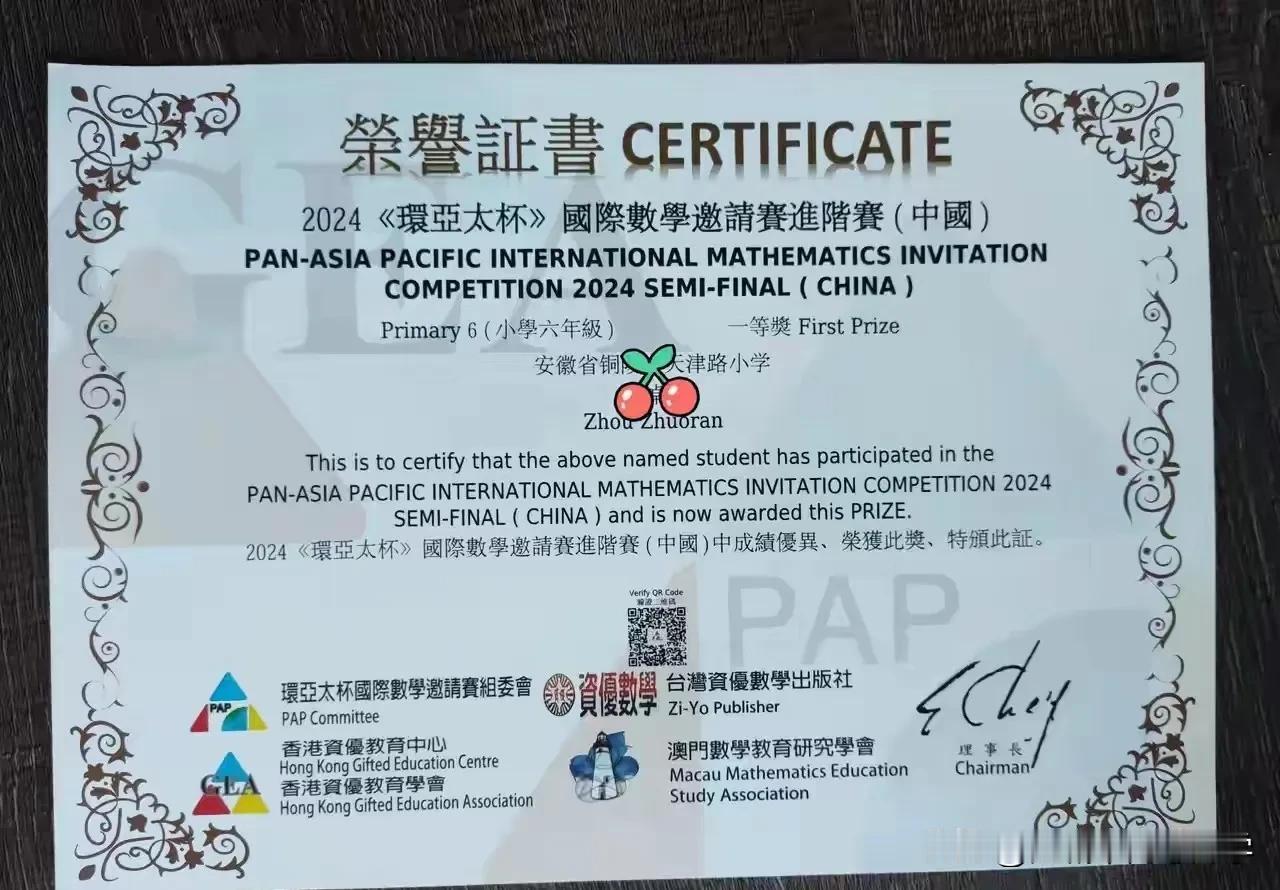 榮譽証書 CERTIFICATE
2024《環亞太杯》國際數學邀請賽進階賽(中國)
PAN-ASIA PACIFIC INTERNATIONAL MATHEMATICS INVITATION
COMPETITION 2024 SEMI-FINAL ( CHINA )
Primary 6 (小學六年級) 一等獎 First Prize
安徽省铜 天津路小学
Zhou Zhuoran
This is to certify that the above named student has participated in the
PAN-ASIA PACIFIC INTERNATIONAL MATHEMATICS INVITATION COMPETITION 2024
SEMI-FINAL ( CHINA ) and is now awarded this PRIZE.
2024《環亞太杯》國際數學邀請賽進階賽(中國)中成績優異、榮獲此獎、特頒此証。
GEA
PAP
Verify QR Code
驗證二維碼
PAP
環亞太杯國際數學邀請賽組委會
PAP Committee
資優數學
台灣資優數學出版社
Zi-Yo Publisher
GEA
香港資優教育中心
Hong Kong Gifted Education Centre
香港資優教育學會
Hong Kong Gifted Education Association
澳門數學教育研究學會
Macau Mathematics Education
Study Association
理事長
Chairman